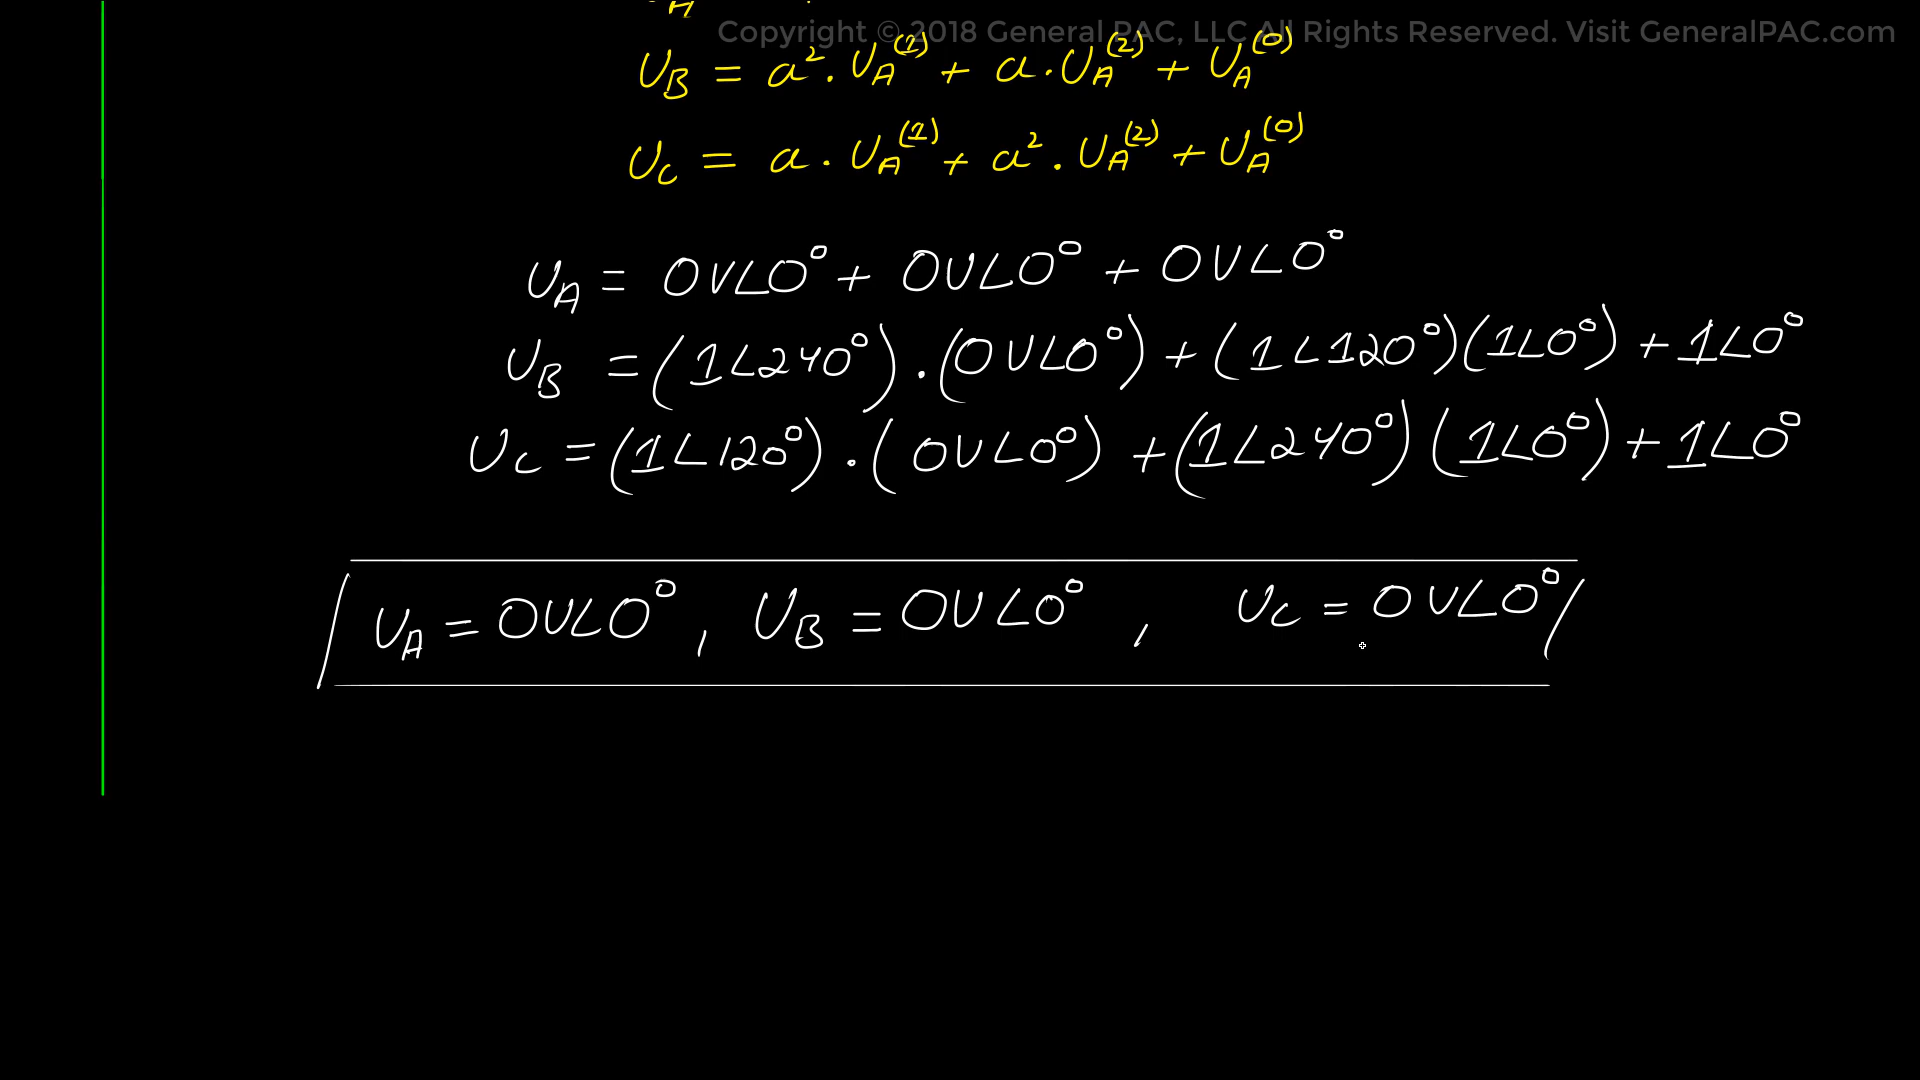 Copyright © 2018 General PAC, LLC All Rights Reserved. Visit GeneralPAC.com
U_B = a² · U_A^(1) + a · U_A^(2) + U_A^(0)
U_C = a · U_A^(1) + a² · U_A^(2) + U_A^(0)
U_A = 0V∠0° + 0V∠0° + 0V∠0°
U_B = (1∠240°) · (0V∠0°) + (1∠120°)(1∠0°) + 1∠0°
U_C = (1∠120°) · (0V∠0°) + (1∠240°)(1∠0°) + 1∠0°
U_A = 0V∠0° , U_B = 0V∠0° , U_C = 0V∠0°